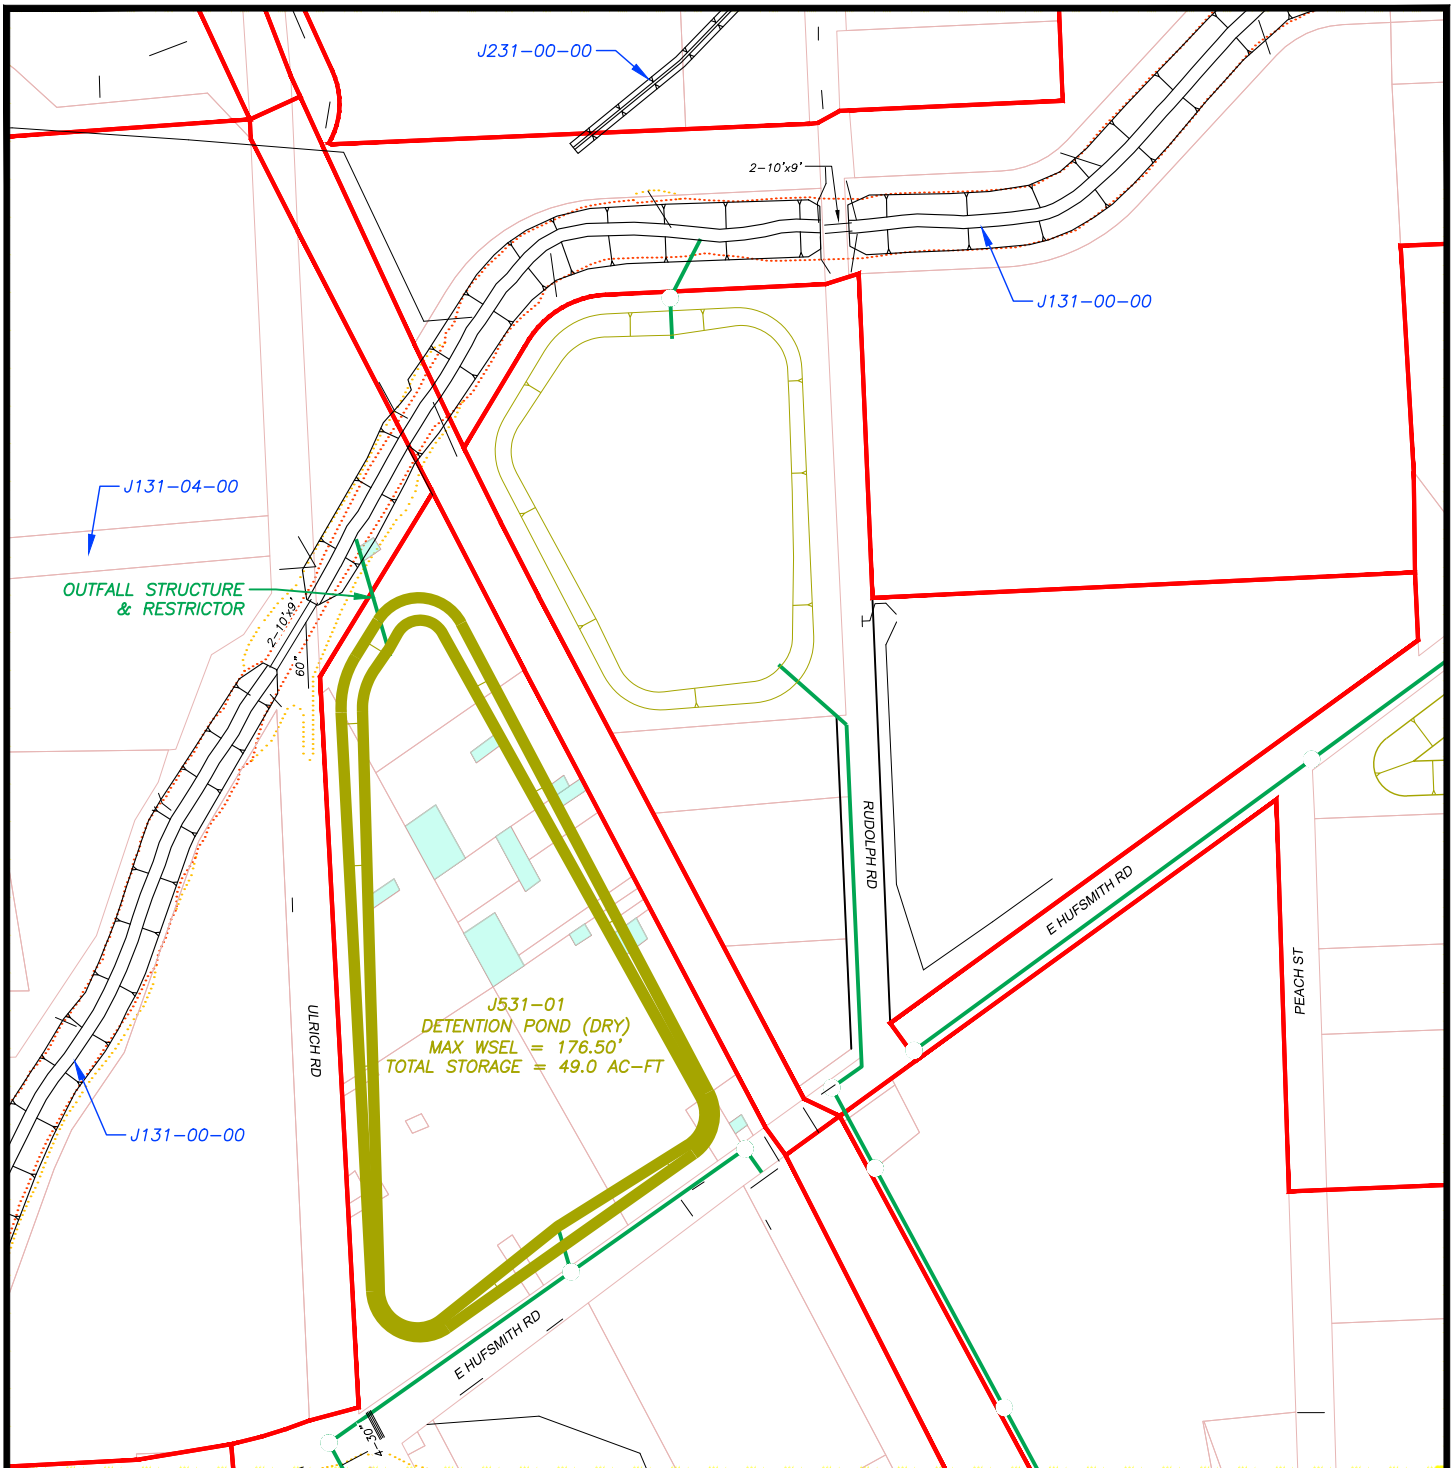 J231-00-00
2-10'x9'
J131-00-00
J131-04-00
OUTFALL STRUCTURE
& RESTRICTOR
2-10'x9'
60"
RUDOLPH RD
E HUFSMITH RD
PEACH ST
ULRICH RD
J531-01
DETENTION POND (DRY)
MAX WSEL = 176.50'
TOTAL STORAGE = 49.0 AC-FT
J131-00-00
E HUFSMITH RD
4-30"